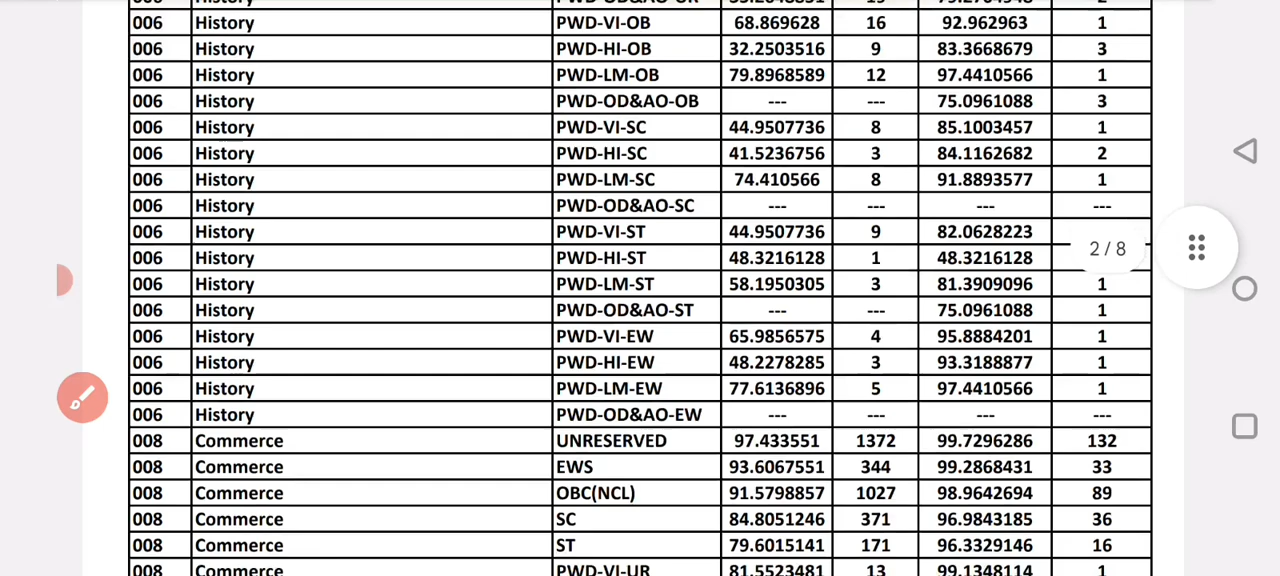 006 History PWD-OD&AO-UR
006 History PWD-VI-OB 68.869628 16 92.962963 1
006 History PWD-HI-OB 32.2503516 9 83.3668679 3
006 History PWD-LM-OB 79.8968589 12 97.4410566 1
006 History PWD-OD&AO-OB --- --- 75.0961088 3
006 History PWD-VI-SC 44.9507736 8 85.1003457 1
006 History PWD-HI-SC 41.5236756 3 84.1162682 2
006 History PWD-LM-SC 74.410566 8 91.8893577 1
006 History PWD-OD&AO-SC --- --- --- ---
006 History PWD-VI-ST 44.9507736 9 82.0628223
2 / 8
006 History PWD-HI-ST 48.3216128 1 48.3216128
006 History PWD-LM-ST 58.1950305 3 81.3909096 1
006 History PWD-OD&AO-ST --- --- 75.0961088 1
006 History PWD-VI-EW 65.9856575 4 95.8884201 1
006 History PWD-HI-EW 48.2278285 3 93.3188877 1
006 History PWD-LM-EW 77.6136896 5 97.4410566 1
006 History PWD-OD&AO-EW --- --- --- ---
008 Commerce UNRESERVED 97.433551 1372 99.7296286 132
008 Commerce EWS 93.6067551 344 99.2868431 33
008 Commerce OBC(NCL) 91.5798857 1027 98.9642694 89
008 Commerce SC 84.8051246 371 96.9843185 36
008 Commerce ST 79.6015141 171 96.3329146 16
008 Commerce PWD-VI-UR 81.5523481 13 99.1348114 1